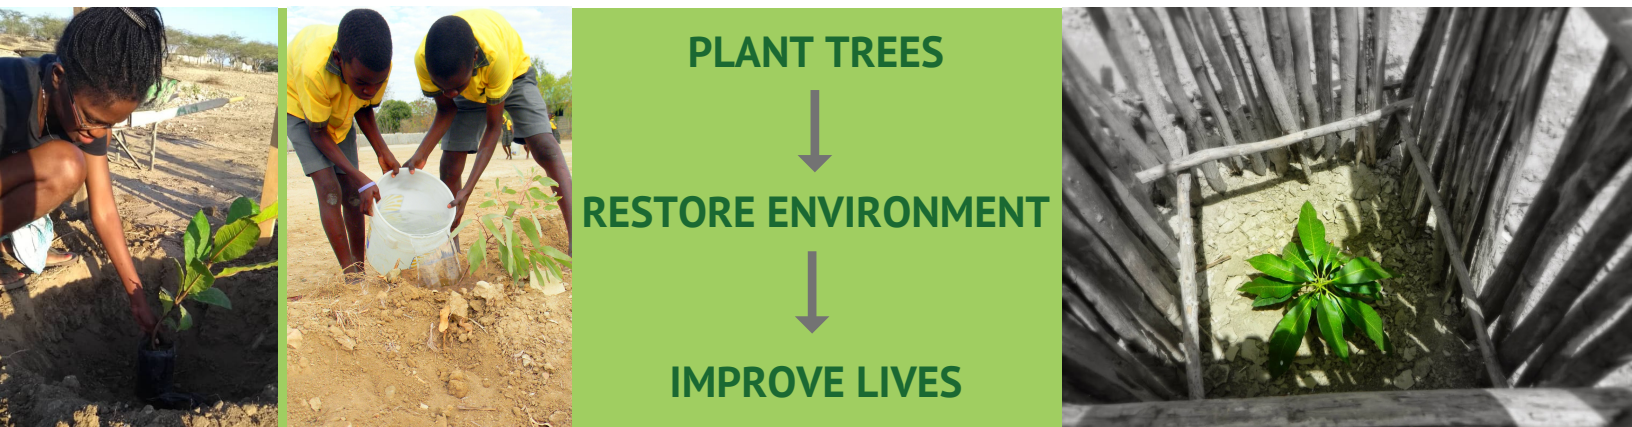 PLANT TREES
RESTORE ENVIRONMENT
IMPROVE LIVES